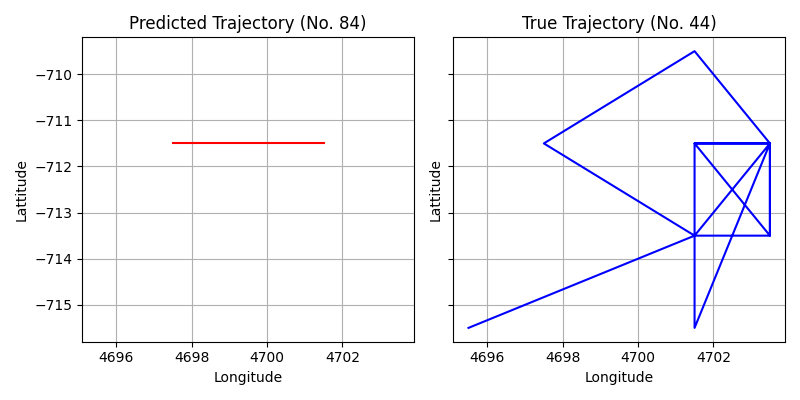 Predicted Trajectory (No. 84)
True Trajectory (No. 44)
−710
−711
−712
−713
−714
−715
Lattitude
Lattitude
4696
4698
4700
4702
4696
4698
4700
4702
Longitude
Longitude